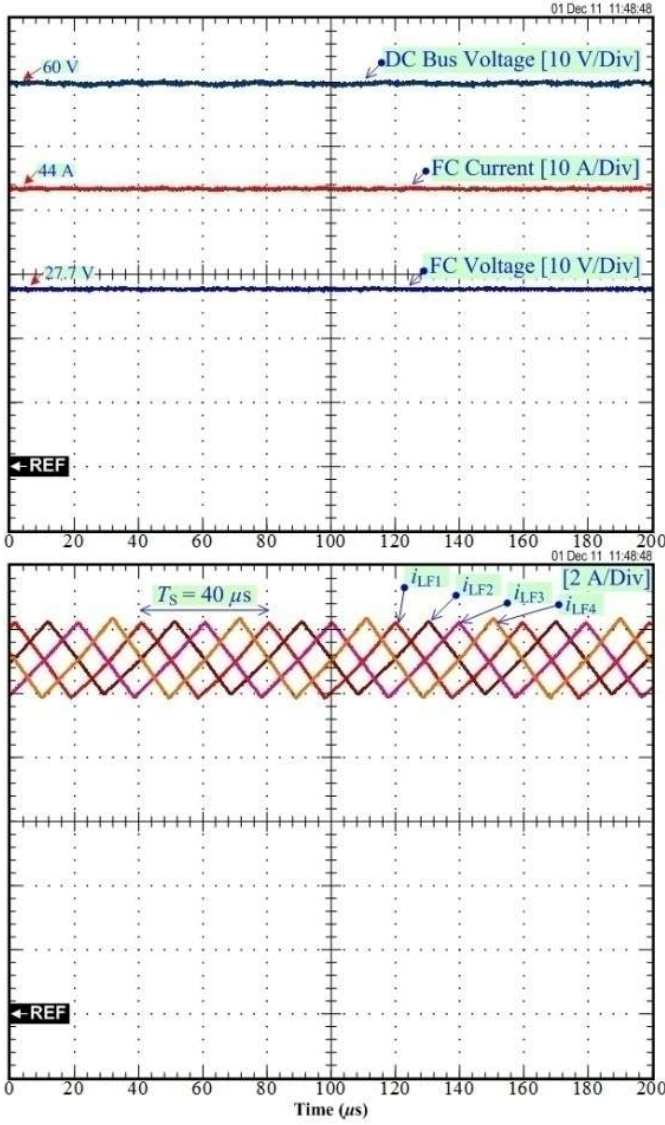 01 Dec 11 11:48:48
60 V
DC Bus Voltage [10 V/Div]
44 A
FC Current [10 A/Div]
27.7 V
FC Voltage [10 V/Div]
REF
0 20 40 60 80 100 120 140 160 180 200
01 Dec 11 11:48:48
[2 A/Div]
TS = 40 μs
iLF1
iLF2
iLF3
iLF4
REF
0 20 40 60 80 100 120 140 160 180 200
Time (μs)